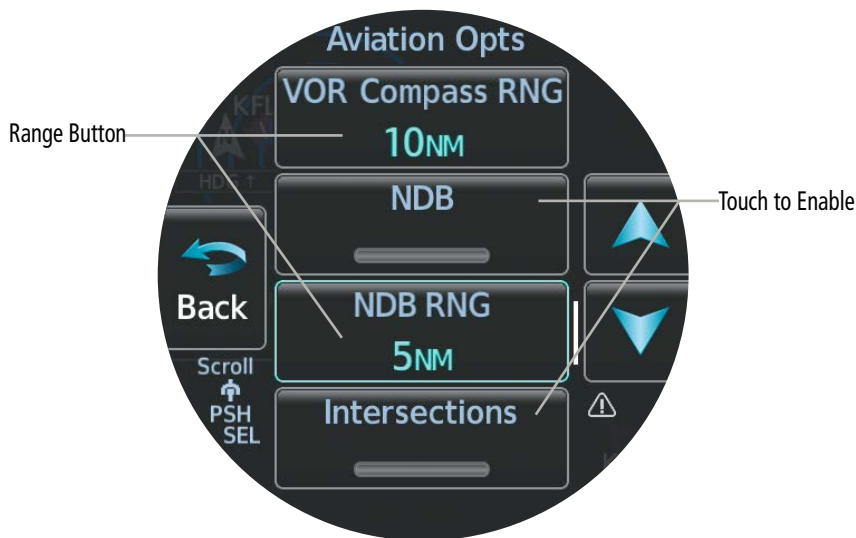 Aviation Opts
VOR Compass RNG
10NM
Range Button
HDG ↑
NDB
Touch to Enable
Back
NDB RNG
5NM
Scroll
PSH
SEL
Intersections